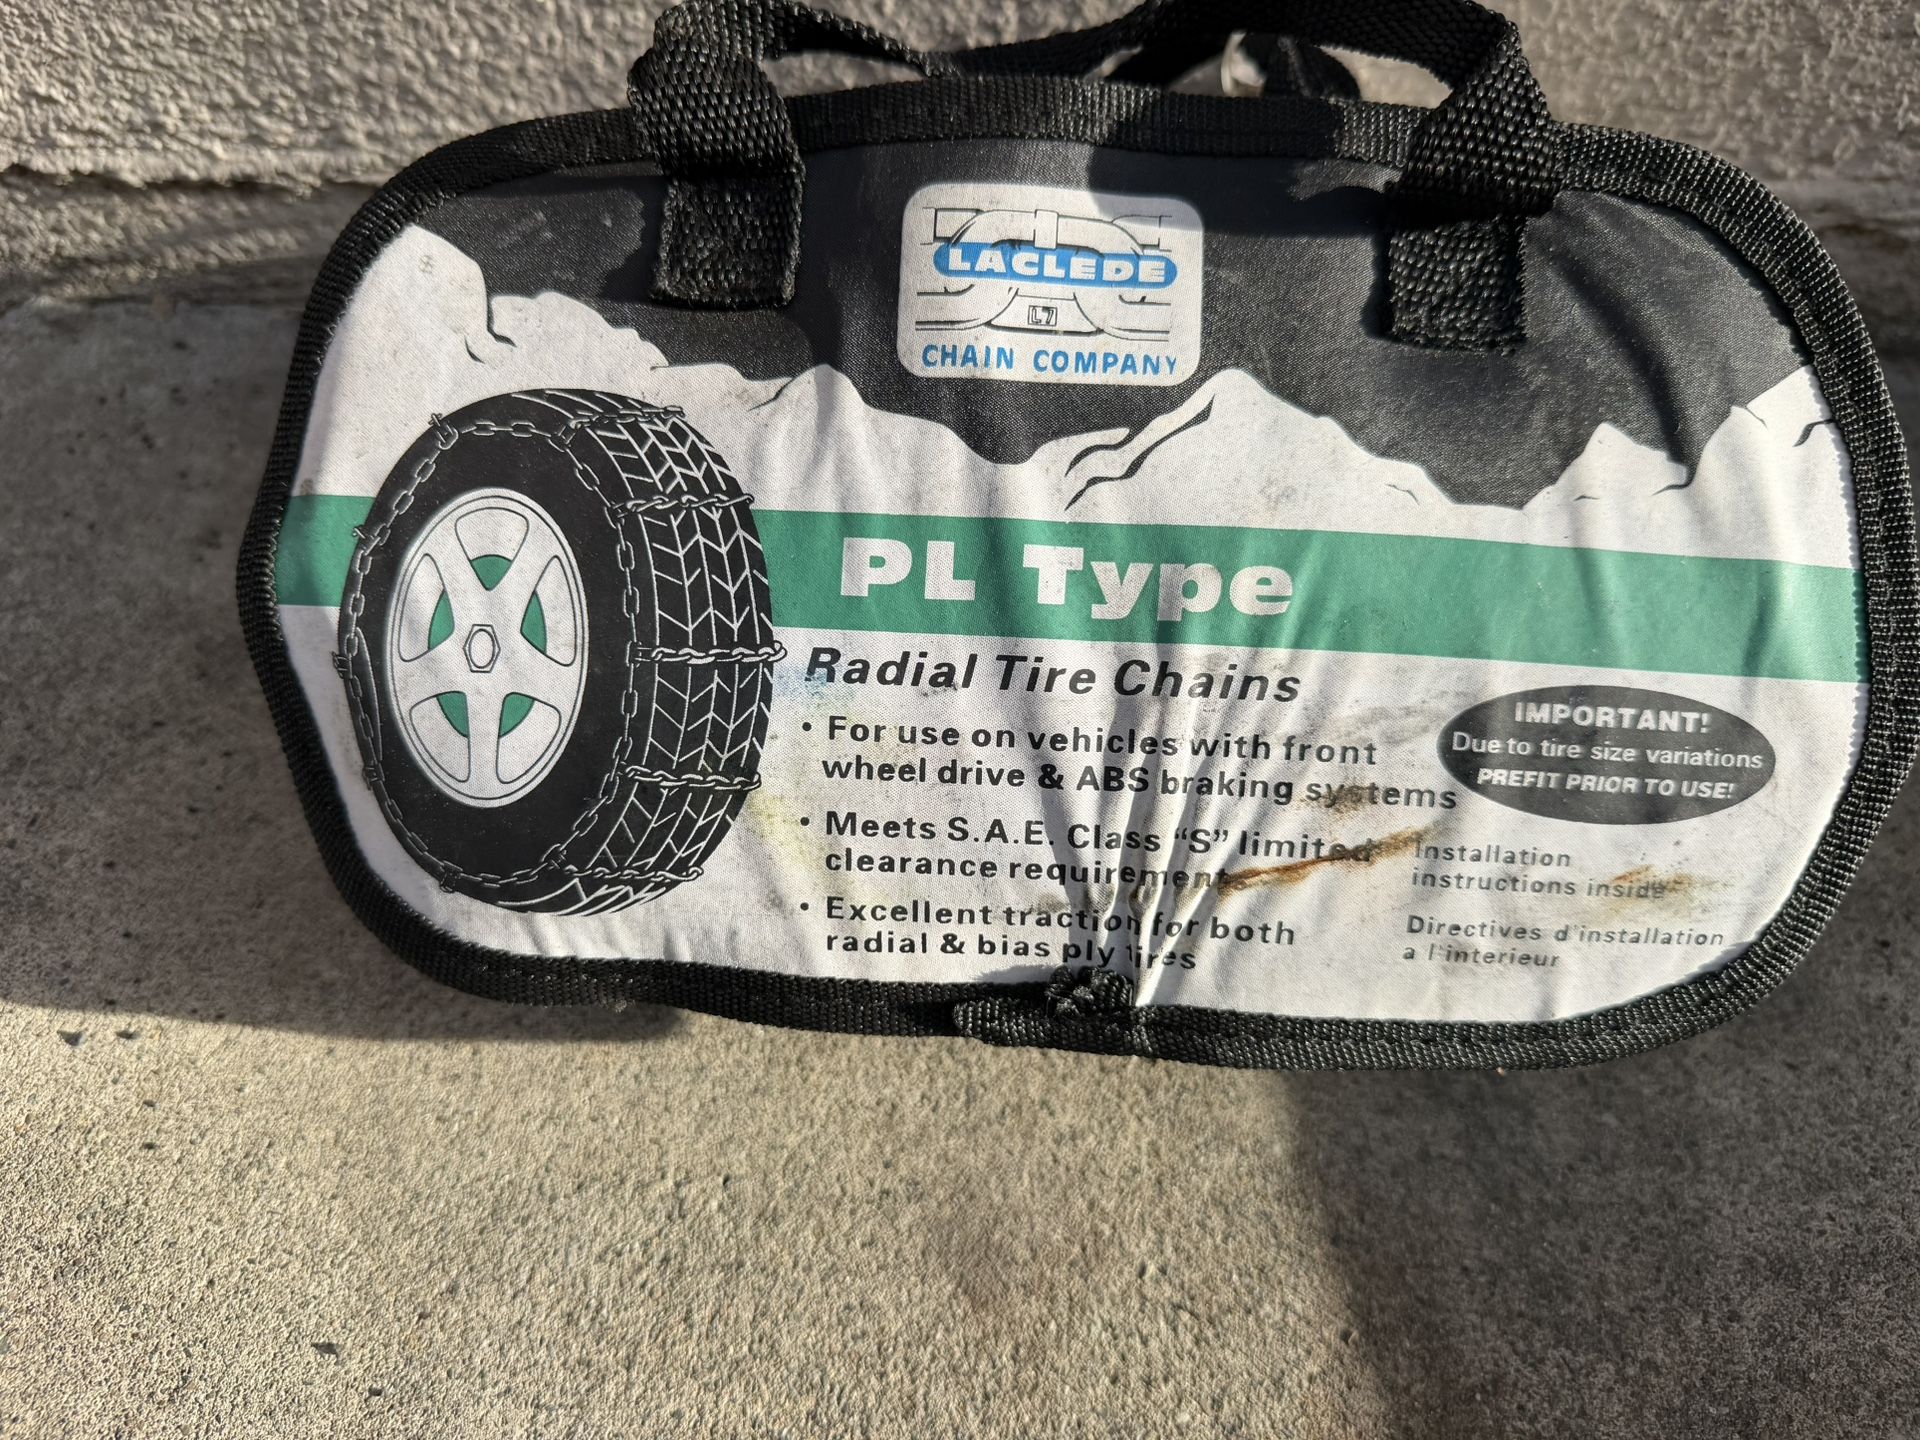 LACLEDE
L7
CHAIN COMPANY
PL Type
Radial Tire Chains
• For use on vehicles with front
wheel drive & ABS braking systems
• Meets S.A.E. Class “S” limited
clearance requirements
• Excellent traction for both
radial & bias ply tires
IMPORTANT!
Due to tire size variations
PREFIT PRIOR TO USE!
Installation
instructions inside
Directives d'installation
a l'interieur